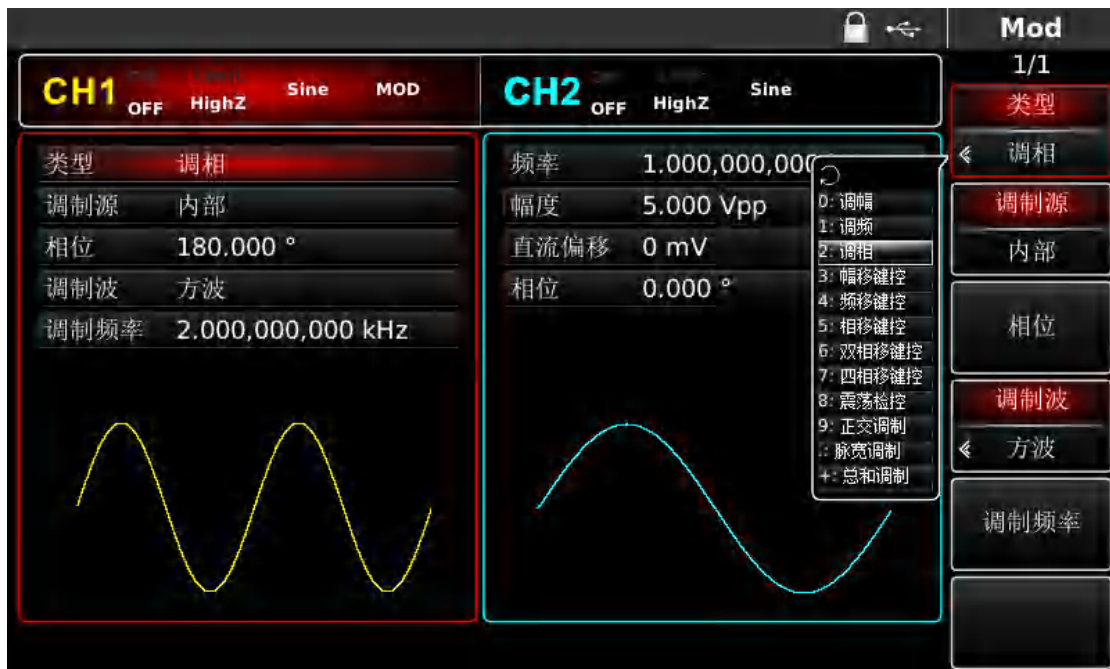 Mod
1/1
CH1 OFF HighZ Sine MOD
CH2 OFF HighZ Sine
类型 调相
调制源 内部
相位 180.000 °
调制波 方波
调制频率 2.000,000,000 kHz
频率 1.000,000,000
幅度 5.000 Vpp
直流偏移 0 mV
相位 0.000 °
0: 调幅
1: 调频
2: 调相
3: 幅移键控
4: 频移键控
5: 相移键控
6: 双相移键控
7: 四相移键控
8: 震荡检控
9: 正交调制
.: 脉宽调制
+: 总和调制
类型
调相
调制源
内部
相位
调制波
方波
调制频率